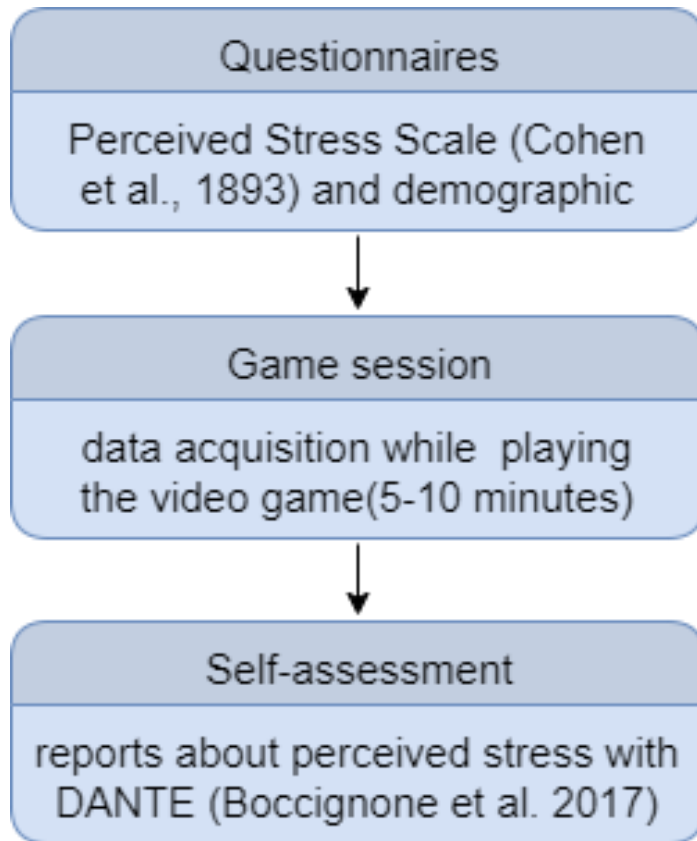 Questionnaires
Perceived Stress Scale (Cohen
et al., 1893) and demographic
Game session
data acquisition while  playing
the video game(5-10 minutes)
Self-assessment
reports about perceived stress with
DANTE (Boccignone et al. 2017)